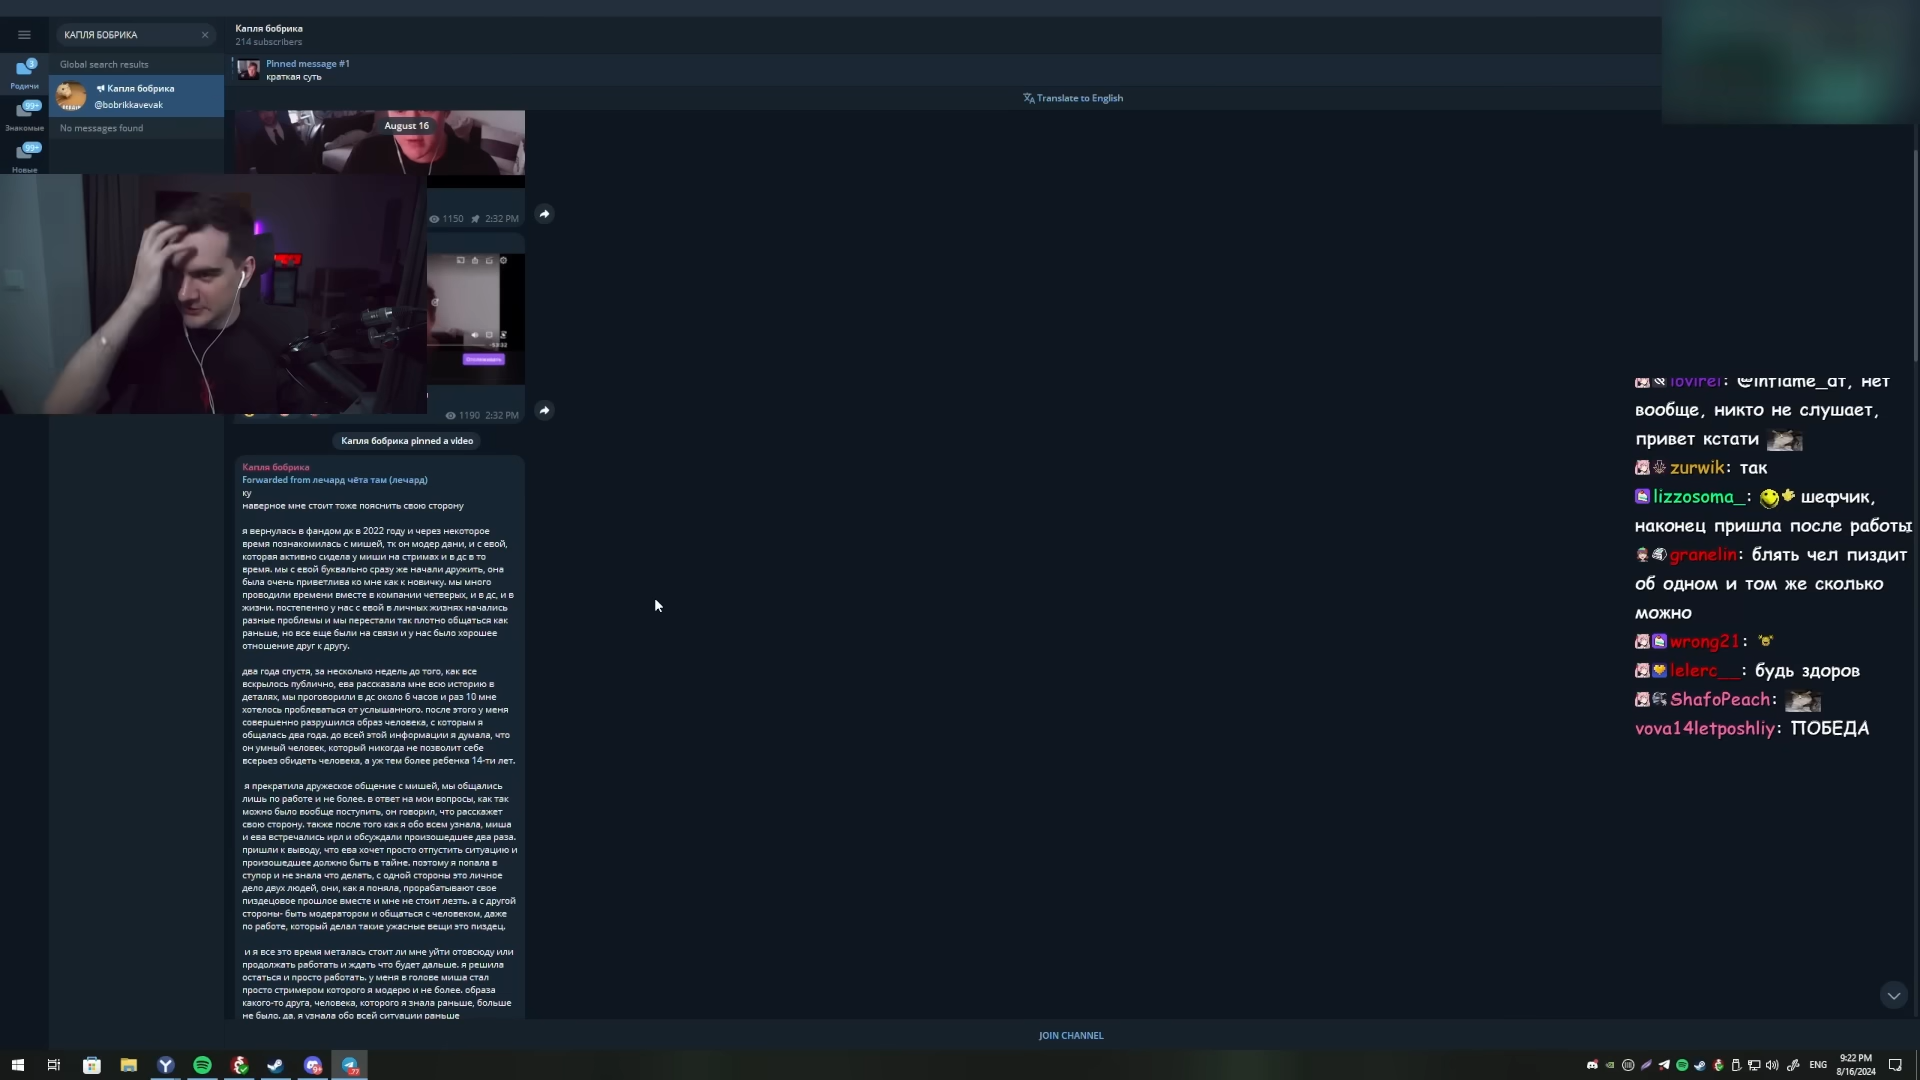 КАПЛЯ БОБРИКА
Капля бобрика
214 subscribers
Global search results
Pinned message #1
краткая суть
3
Родичи
Капля бобрика
@bobrikkavevak
99+
Знакомые
No messages found
Translate to English
99+
Новые
August 16
1150 2:32 PM
1190 2:32 PM
Капля бобрика pinned a video
Капля бобрика
Forwarded from лечард чёта там (лечард)
ку
наверное мне стоит тоже пояснить свою сторону
я вернулась в фандом дк в 2022 году и через некоторое
время познакомилась с мишей, тк он модер дани, и с евой,
которая активно сидела у миши на стримах и в дс в то
время. мы с евой буквально сразу же начали дружить, она
была очень приветлива ко мне как к новичку. мы много
проводили времени вместе в компании четверых, и в дс, и в
жизни. постепенно у нас с евой в личных жизнях начались
разные проблемы и мы перестали так плотно общаться как
раньше, но все еще были на связи и у нас было хорошее
отношение друг к другу.
два года спустя, за несколько недель до того, как все
вскрылось публично, ева рассказала мне всю историю в
деталях, мы проговорили в дс около 6 часов и раз 10 мне
хотелось проблеваться от услышанного. после этого у меня
совершенно разрушился образ человека, с которым я
общалась два года. до всей этой информации я думала, что
он умный человек, который никогда не позволит себе
всерьез обидеть человека, а уж тем более ребенка 14-ти лет.
я прекратила дружеское общение с мишей, мы общались
лишь по работе и не более. в ответ на мои вопросы, как так
можно было вообще поступить, он говорил, что расскажет
свою сторону. также после того как я обо всем узнала, миша
и ева встречались ирл и обсуждали произошедшее два раза.
пришли к выводу, что ева хочет просто отпустить ситуацию и
произошедшее должно быть в тайне. поэтому я попала в
ступор и не знала что делать, с одной стороны это личное
дело двух людей, они, как я поняла, прорабатывают свое
пиздецовое прошлое вместе и мне не стоит лезть. а с другой
стороны- быть модератором и общаться с человеком, даже
по работе, который делал такие ужасные вещи это пиздец.
и я все это время металась стоит ли мне уйти отовсюду или
продолжать работать и ждать что будет дальше. я решила
остаться и просто работать. у меня в голове миша стал
просто стримером которого я модерю и не более. образа
какого-то друга, человека, которого я знала раньше, больше
не было. да, я узнала обо всей ситуации раньше
JOIN CHANNEL
lovirel: @inflame_dt, нет
вообще, никто не слушает,
привет кстати
zurwik: так
lizzosoma_: шефчик,
наконец пришла после работы
granelin: блять чел пиздит
об одном и том же сколько
можно
wrong21:
lelerc__: будь здоров
ShafoPeach:
vova14letposhliy: ПОБЕДА
ENG
9:22 PM
8/16/2024